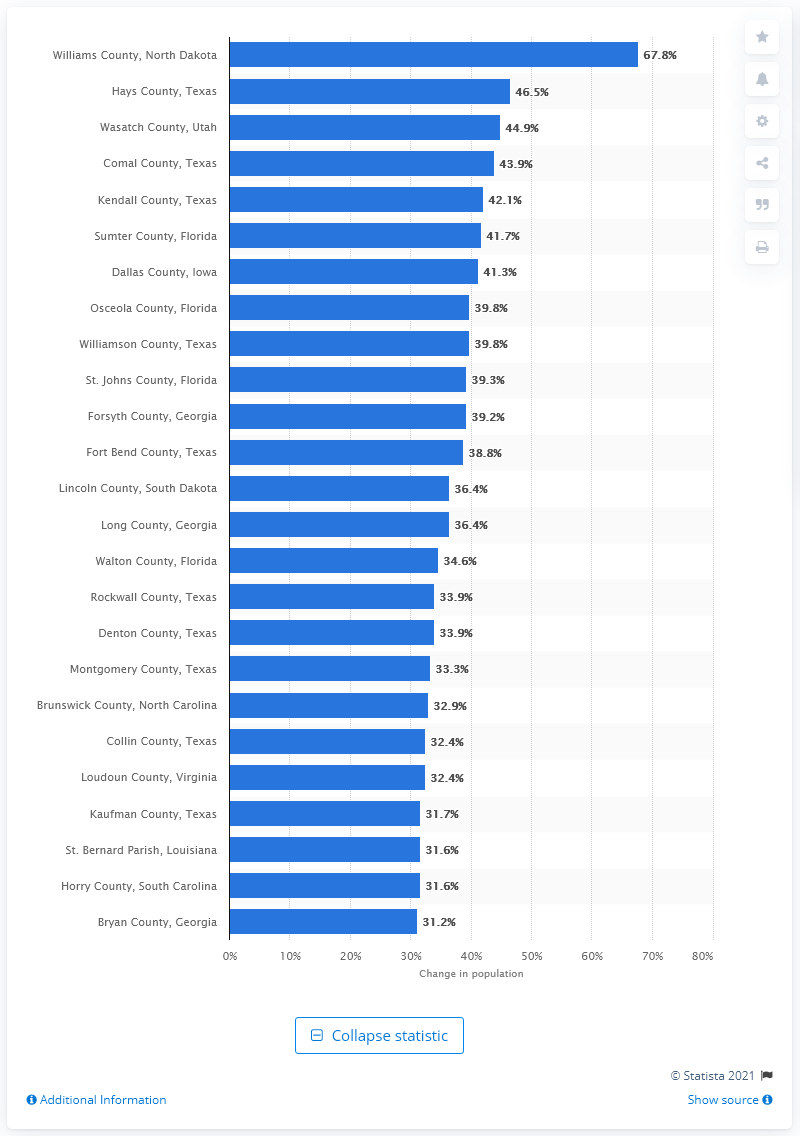 Williams County, North Dakota 67.8%
Hays County, Texas 46.5%
Wasatch County, Utah 44.9%
Comal County, Texas 43.9%
Kendall County, Texas 42.1%
Sumter County, Florida 41.7%
Dallas County, Iowa 41.3%
Osceola County, Florida 39.8%
Williamson County, Texas 39.8%
St. Johns County, Florida 39.3%
Forsyth County, Georgia 39.2%
Fort Bend County, Texas 38.8%
Lincoln County, South Dakota 36.4%
Long County, Georgia 36.4%
Walton County, Florida 34.6%
Rockwall County, Texas 33.9%
Denton County, Texas 33.9%
Montgomery County, Texas 33.3%
Brunswick County, North Carolina 32.9%
Collin County, Texas 32.4%
Loudoun County, Virginia 32.4%
Kaufman County, Texas 31.7%
St. Bernard Parish, Louisiana 31.6%
Horry County, South Carolina 31.6%
Bryan County, Georgia 31.2%
0% 10% 20% 30% 40% 50% 60% 70% 80%
Change in population
Collapse statistic
© Statista 2021
Additional Information Show source